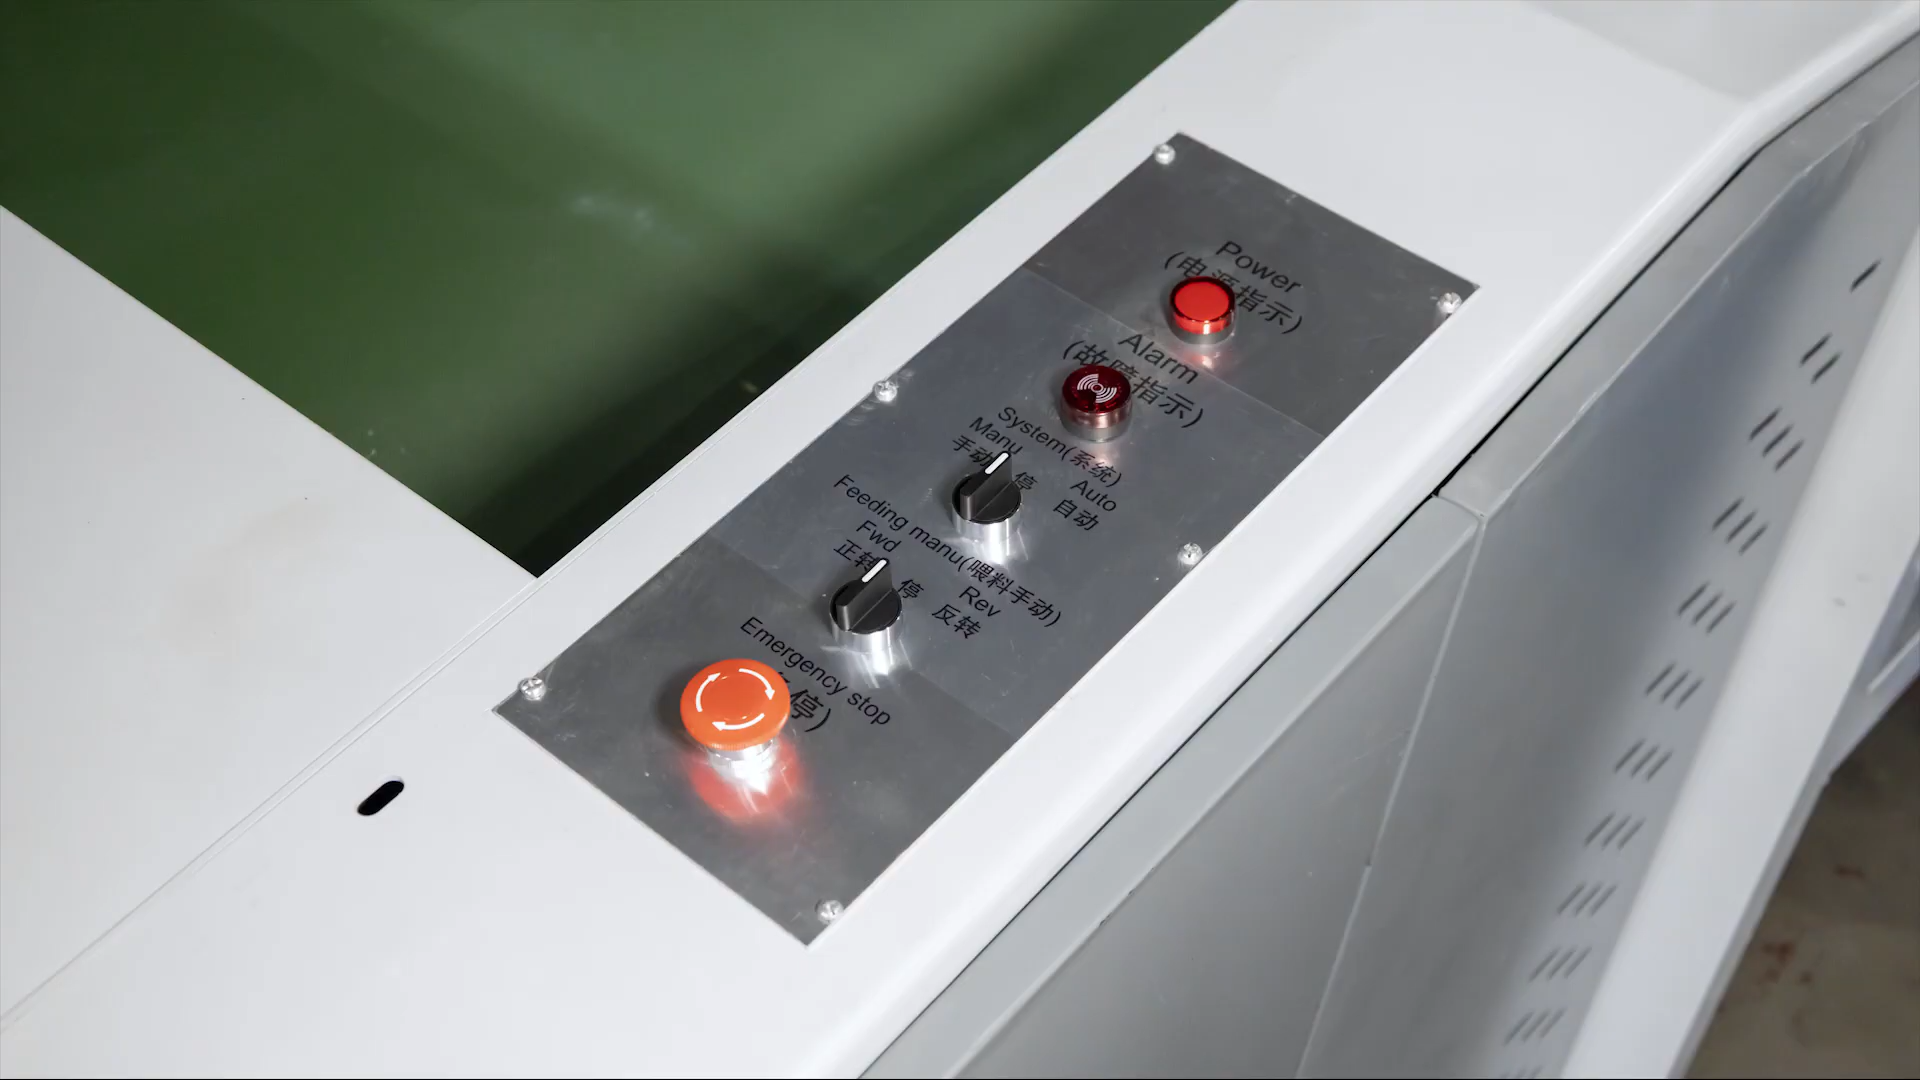 Power
(电源指示)
Alarm
(故障指示)
System(系统)
Manu Auto
手动 停 自动
Feeding manu(喂料手动)
Fwd Rev
正转 停 反转
Emergency stop
停)